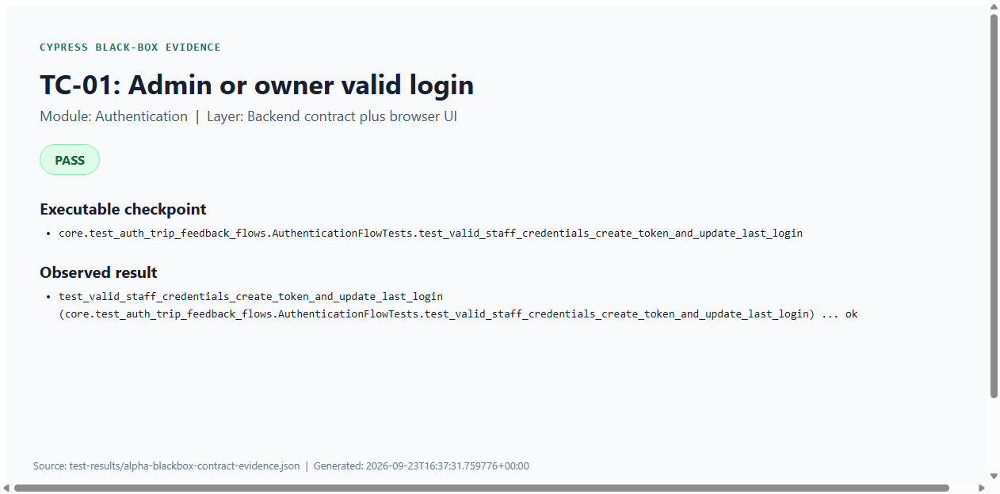 CYPRESS BLACK-BOX EVIDENCE
TC-01: Admin or owner valid login
Module: Authentication | Layer: Backend contract plus browser UI
PASS
Executable checkpoint
• core.test_auth_trip_feedback_flows.AuthenticationFlowTests.test_valid_staff_credentials_create_token_and_update_last_login
Observed result
• test_valid_staff_credentials_create_token_and_update_last_login
(core.test_auth_trip_feedback_flows.AuthenticationFlowTests.test_valid_staff_credentials_create_token_and_update_last_login) ... ok
Source: test-results/alpha-blackbox-contract-evidence.json | Generated: 2026-09-23T16:37:31.759776+00:00